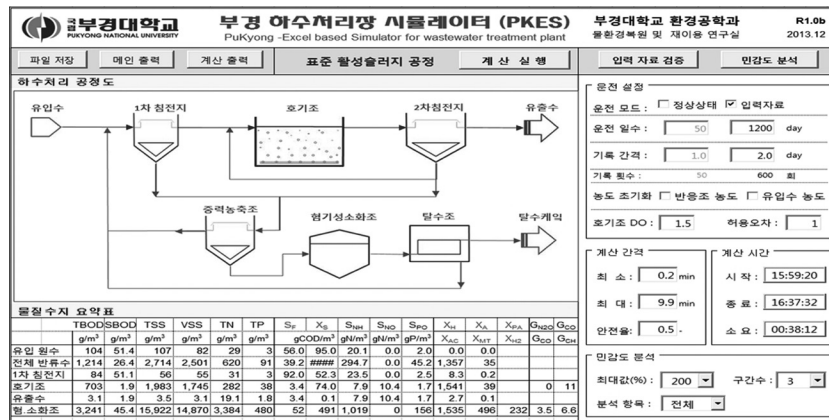 국립 부경대학교
PUKYONG NATIONAL UNIVERSITY
부경 하수처리장 시뮬레이터 (PKES)
PuKyong -Excel based Simulator for wastewater treatment plant
부경대학교 환경공학과
물환경복원 및 재이용 연구실
R1.0b
2013.12
파일 저장 메인 출력 계산 출력 표준 활성슬러지 공정 계 산 실 행 입력 자료 검증 민감도 분석
하수처리 공정도
유입수 1차 침전지 호기조 2차침전지 유출수
중력농축조 혐기성소화조 탈수조 탈수케익
운전 설정
운전 모드 : 정상상태 입력자료
운전 일수 : 50 1200 day
기록 간격 : 1.0 2.0 day
기록 횟수 : 50 600 회
농도 초기화 반응조 농도 유입수 농도
호기조 DO : 1.5 허용오차 : 1
계산 간격
최 소 : 0.2 min
최 대 : 9.9 min
안전율: 0.5 -
계산 시간
시 작 : 15:59:20
종 료 : 16:37:32
소 요 : 00:38:12
민감도 분석
최대값(%) : 200 구간수 : 3
분석 항목 : 전체
물질수지 요약표
TBOD SBOD TSS VSS TN TP SF XS SNH SNO SPO XH XA XPA GN2O GCO
g/m³ g/m³ g/m³ g/m³ g/m³ g/m³ gCOD/m³ gN/m³ gN/m³ gP/m³ XAC XMT XH2 GCO GCH
유입 원수 104 51.4 107 82 29 3 56.0 95.0 20.1 0.0 2.0 0.0 0.0
전체 반류수 1,214 26.4 2,714 2,501 620 91 39.2 #### 294.7 0.0 45.2 1,357 35
1차 침전지 84 51.1 56 55 31 3 92.0 52.3 23.5 0.0 2.5 8.3 0.2
호기조 703 1.9 1,983 1,745 282 38 3.4 74.0 7.9 10.4 1.7 1,541 39 0 11
유출수 3.1 1.9 3.5 3.1 19.1 1.8 3.4 0.1 7.9 10.4 1.7 2.7 0.1
혐.소화조 3,241 45.4 15,922 14,870 3,384 480 52 491 1,019 0 156 1,535 496 232 3.5 6.6